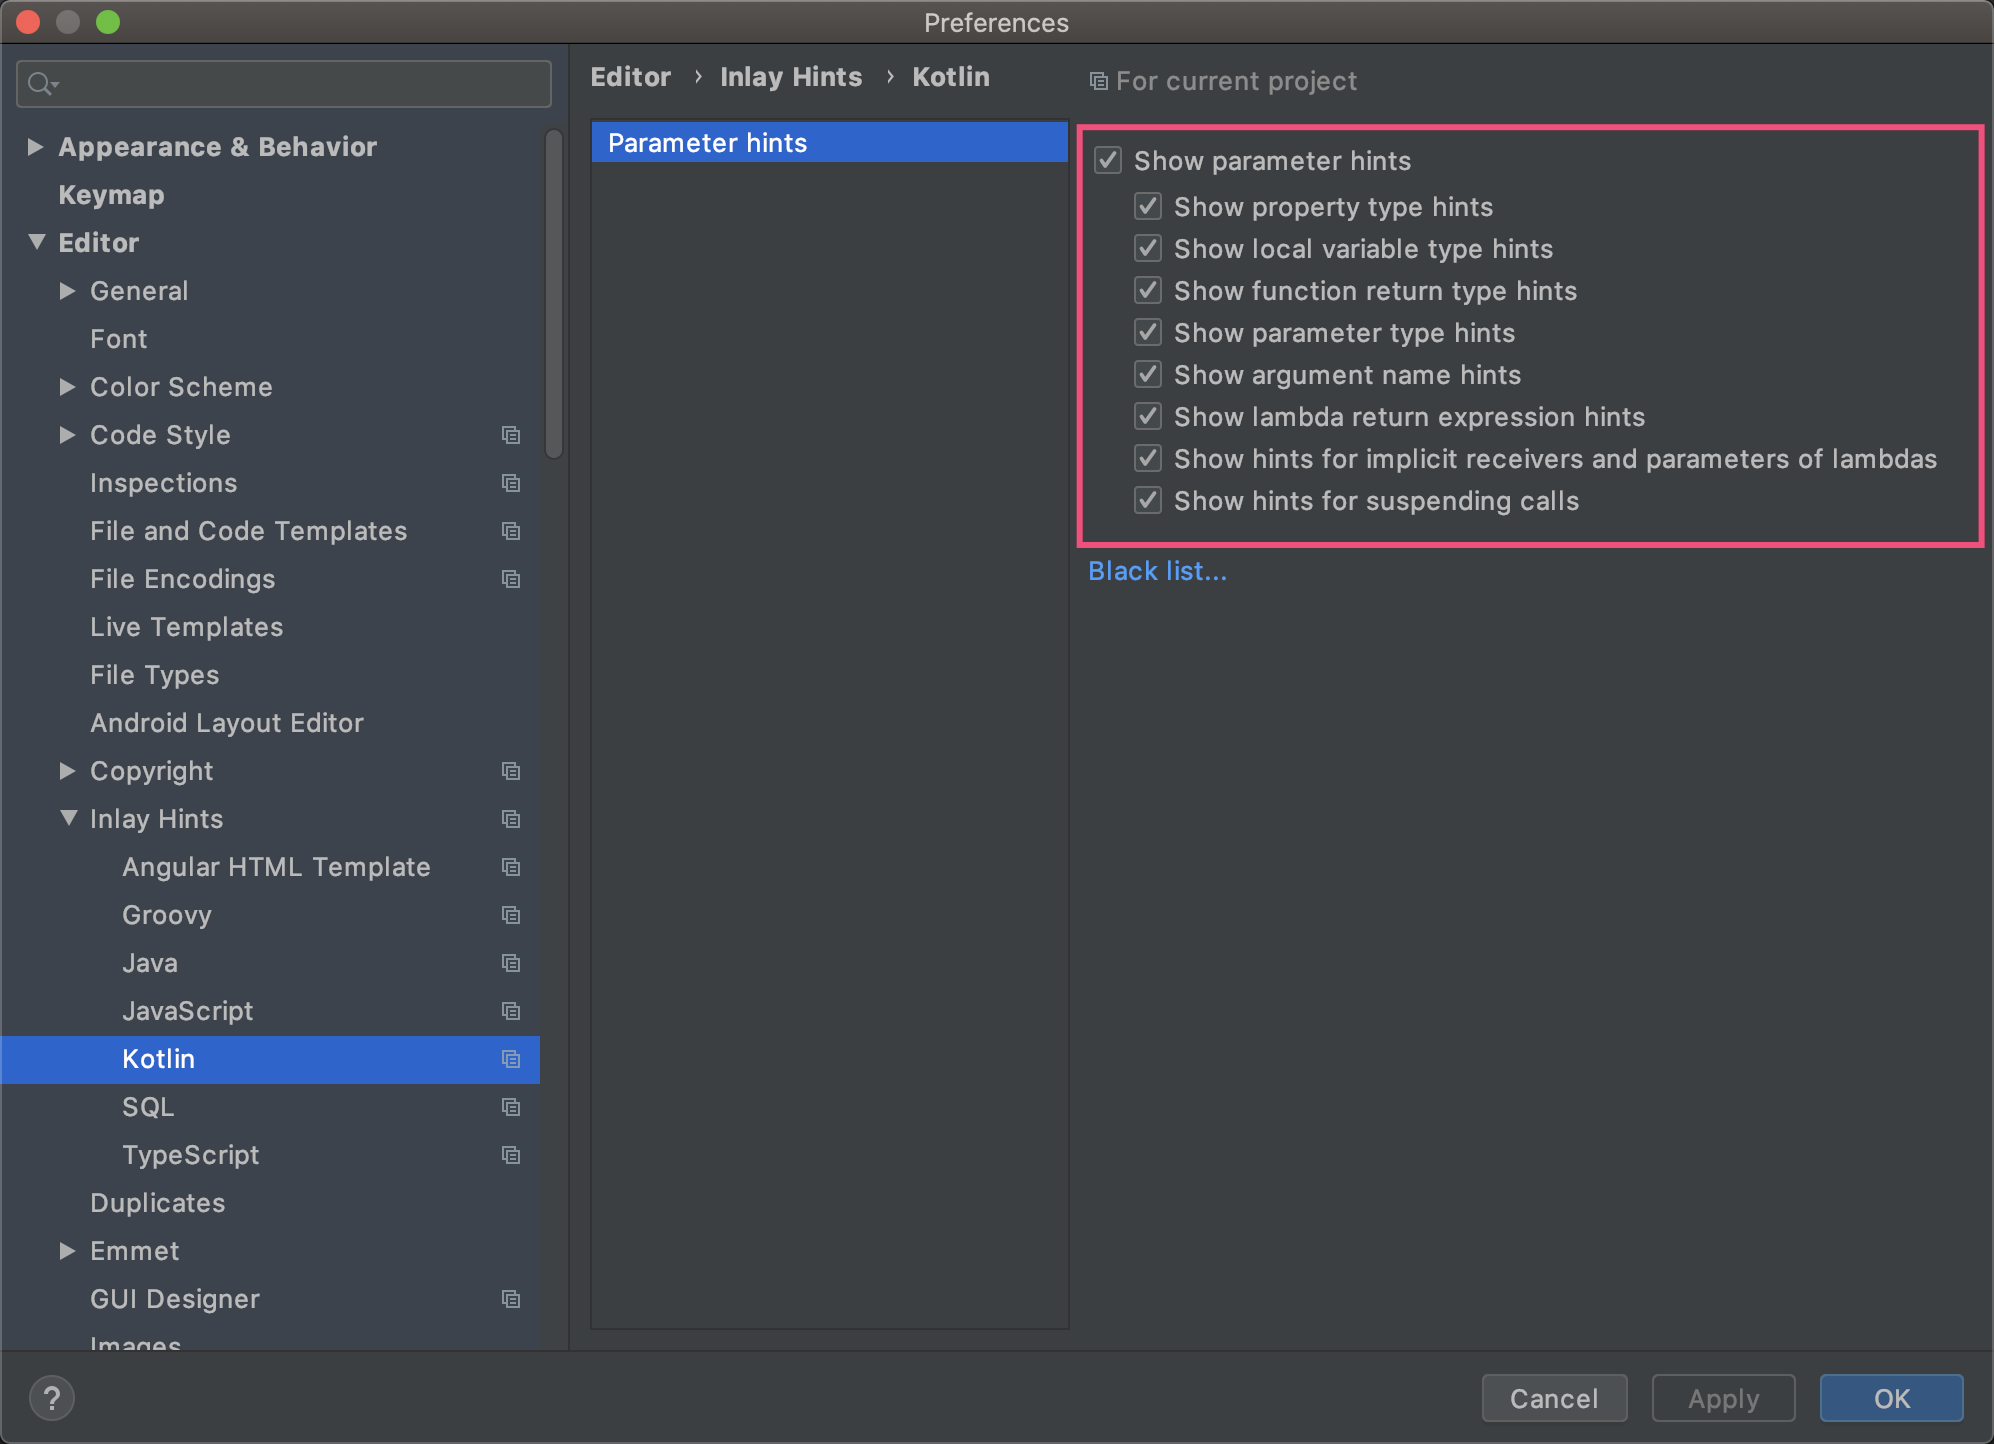 Preferences
Appearance & Behavior
Keymap
Editor
General
Font
Color Scheme
Code Style
Inspections
File and Code Templates
File Encodings
Live Templates
File Types
Android Layout Editor
Copyright
Inlay Hints
Angular HTML Template
Groovy
Java
JavaScript
Kotlin
SQL
TypeScript
Duplicates
Emmet
GUI Designer
Images
Editor › Inlay Hints › Kotlin
For current project
Parameter hints
Show parameter hints
Show property type hints
Show local variable type hints
Show function return type hints
Show parameter type hints
Show argument name hints
Show lambda return expression hints
Show hints for implicit receivers and parameters of lambdas
Show hints for suspending calls
Black list...
?
Cancel
Apply
OK